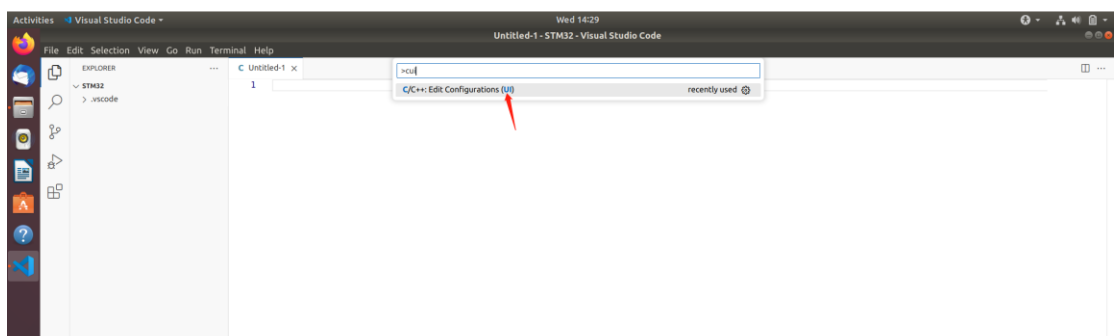 Activities Visual Studio Code Wed 14:29
Untitled-1 - STM32 - Visual Studio Code
File Edit Selection View Go Run Terminal Help
EXPLORER ... C Untitled-1 ×
>cui
STM32
.vscode
1
C/C++: Edit Configurations (UI) recently used